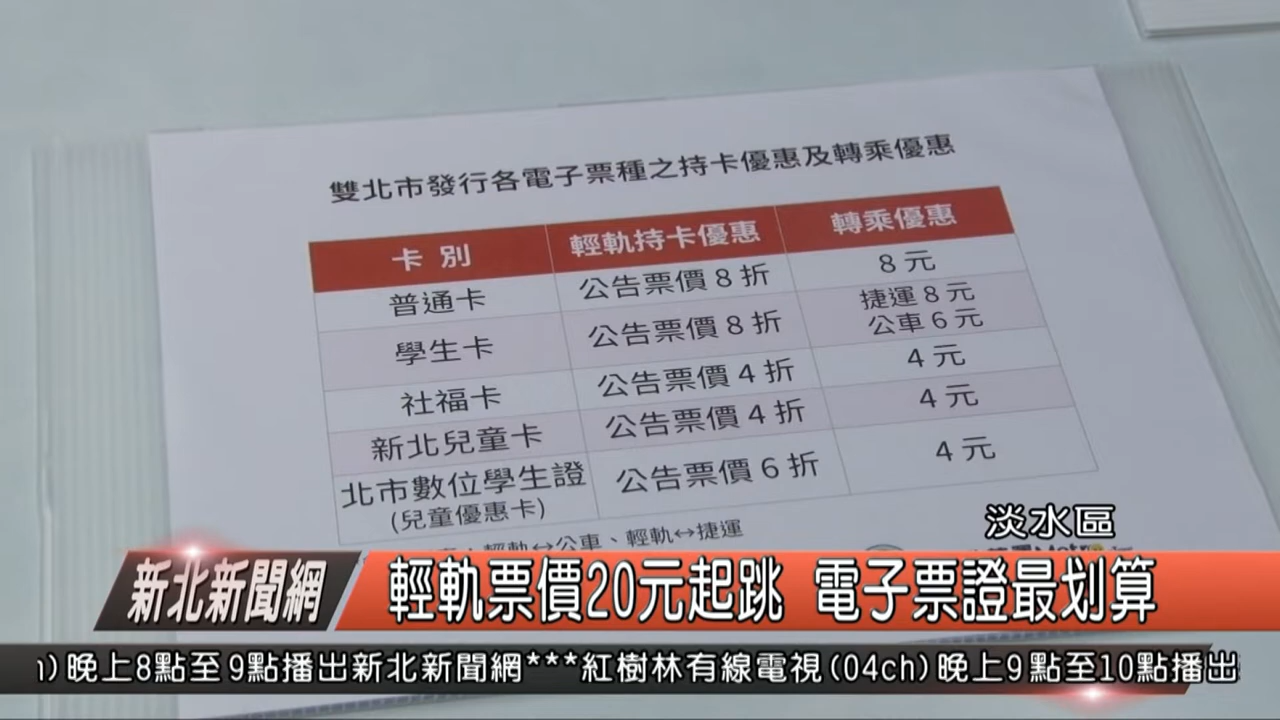 雙北市發行各電子票種之持卡優惠及轉乘優惠
卡別 輕軌持卡優惠 轉乘優惠
普通卡 公告票價8折 8元
學生卡 公告票價8折 捷運8元
公車6元
社福卡 公告票價4折 4元
新北兒童卡 公告票價4折 4元
北市數位學生證 公告票價6折 4元
(兒童優惠卡)
輕軌↔公車、輕軌↔捷運
淡水區
新北新聞網 輕軌票價20元起跳 電子票證最划算
)晚上8點至9點播出新北新聞網***紅樹林有線電視(04ch)晚上9點至10點播出